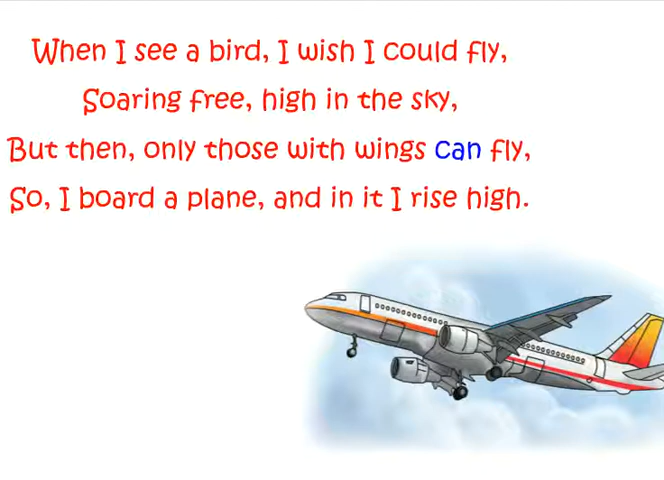 When I see a bird, I wish I could fly,
Soaring free, high in the sky,
But then, only those with wings can fly,
So, I board a plane, and in it I rise high.